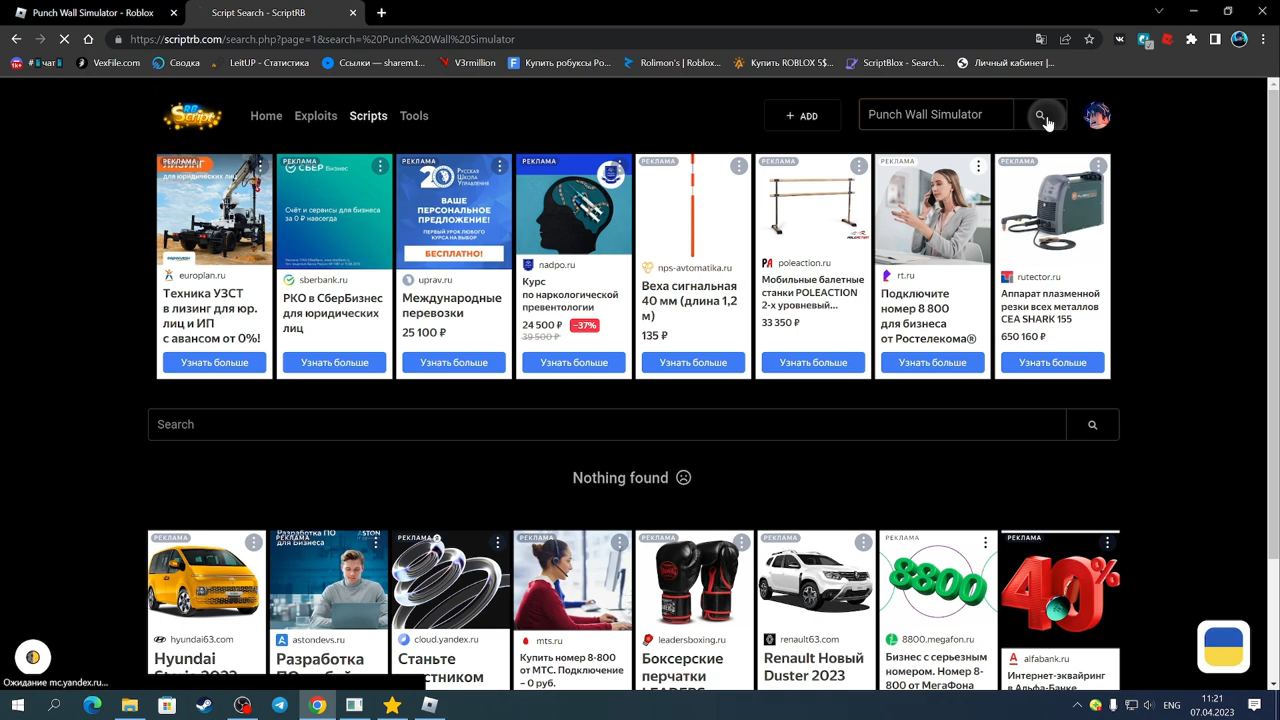 Punch Wall Simulator - Roblox
Script Search - ScriptRB
https://scriptrb.com/search.php?page=1&search=%20Punch%20Wall%20Simulator
VexFile.com
Сводка
LeitUP - Статистика
Ссылки — sharem.t...
V3rmillion
Купить робуксы Ро...
Rolimon's | Roblox...
Купить ROBLOX 5$...
ScriptBlox - Search...
Личный кабинет |...
Home
Exploits
Scripts
Tools
+ ADD
Punch Wall Simulator
РЕКЛАМА
для юридических лиц
europlan.ru
Техника УЗСТ
в лизинг для юр.
лиц и ИП
с авансом от 0%!
Узнать больше
РЕКЛАМА
СБЕР Бизнес
Счёт и сервисы для бизнеса
за 0 ₽ навсегда
sberbank.ru
РКО в СберБизнес
для юридических
лиц
Узнать больше
РЕКЛАМА
20
РУССКАЯ
ШКОЛА
УПРАВЛЕНИЯ
ВАШЕ
ПЕРСОНАЛЬНОЕ
ПРЕДЛОЖЕНИЕ!
ПЕРВЫЙ УРОК ЛЮБОГО
КУРСА НА ВЫБОР
БЕСПЛАТНО!
uprav.ru
Международные
перевозки
25 100 ₽
Узнать больше
РЕКЛАМА
nadpo.ru
Курс
по наркологической
превентологии
24 500 ₽ -37%
39 500 ₽
Узнать больше
РЕКЛАМА
nps-avtomatika.ru
Веха сигнальная
40 мм (длина 1,2
м)
135 ₽
Узнать больше
РЕКЛАМА
POLEACTION
poleaction.ru
Мобильные балетные
станки POLEACTION
2-х уровневый...
33 350 ₽
Узнать больше
РЕКЛАМА
rt.ru
Подключите
номер 8 800
для бизнеса
от Ростелекома®
Узнать больше
РЕКЛАМА
rutector.ru
Аппарат плазменной
резки всех металлов
CEA SHARK 155
650 160 ₽
Узнать больше
Search
Nothing found
РЕКЛАМА
hyundai63.com
Hyundai
РЕКЛАМА
Разработка ПО
для бизнеса
ASTON
astondevs.ru
Разработка
РЕКЛАМА
cloud.yandex.ru
Станьте
РЕКЛАМА
mts.ru
Купить номер 8-800
от МТС. Подключение
– 0 руб.
РЕКЛАМА
leadersboxing.ru
Боксерские
перчатки
LEADERS
РЕКЛАМА
renault63.com
Renault Новый
Duster 2023
РЕКЛАМА
8800
8800.megafon.ru
Бизнес с серьезным
номером. Номер 8-
800 от МегаФона
РЕКЛАМА
40%
alfabank.ru
Интернет-эквайринг
в Альфа-Банке
Ожидание mc.yandex.ru...
ENG
11:21
07.04.2023